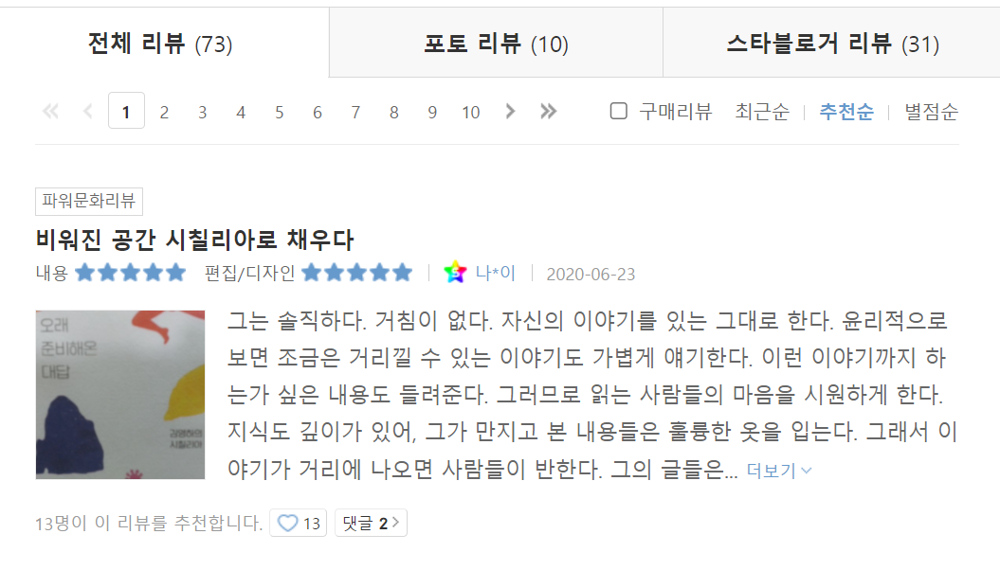 전체 리뷰 (73)
포토 리뷰 (10)
스타블로거 리뷰 (31)
1 2 3 4 5 6 7 8 9 10
구매리뷰 최근순 추천순 별점순
파워문화리뷰
비워진 공간 시칠리아로 채우다
내용 편집/디자인 5 나*이 2020-06-23
오래
준비해온
대답
김영하의
시칠리아
그는 솔직하다. 거침이 없다. 자신의 이야기를 있는 그대로 한다. 윤리적으로
보면 조금은 거리낄 수 있는 이야기도 가볍게 얘기한다. 이런 이야기까지 하
는가 싶은 내용도 들려준다. 그러므로 읽는 사람들의 마음을 시원하게 한다.
지식도 깊이가 있어, 그가 만지고 본 내용들은 훌륭한 옷을 입는다. 그래서 이
야기가 거리에 나오면 사람들이 반한다. 그의 글들은... 더보기
13명이 이 리뷰를 추천합니다. 13 댓글 2